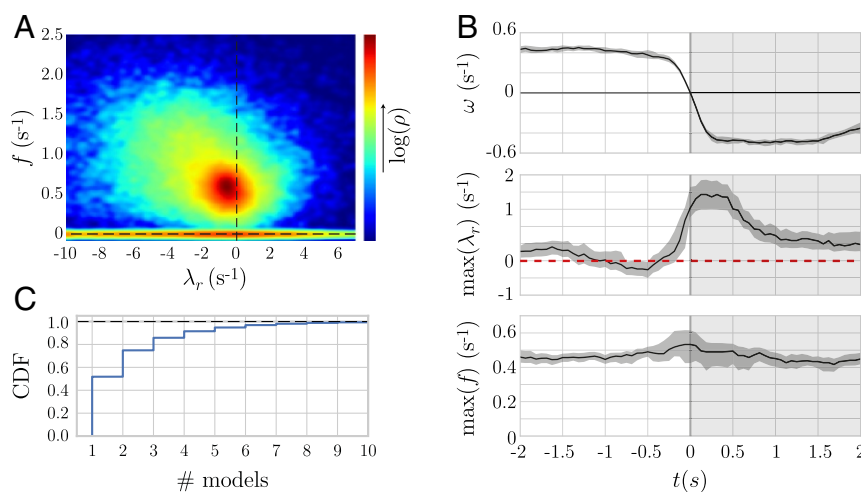 A
2.5
2.0
1.5
1.0
0.5
0
f (s-1)
-10 -8 -6 -4 -2 0 2 4 6
λr (s-1)
log(ρ)
B
0.6
0
-0.6
ω (s-1)
2
1
0
-1
max(λr) (s-1)
0.6
0.4
0.2
0
max(f) (s-1)
-2 -1.5 -1 -0.5 0 0.5 1 1.5 2
t(s)
C
1.0
0.8
0.6
0.4
0.2
0.0
CDF
1 2 3 4 5 6 7 8 9 10
# models